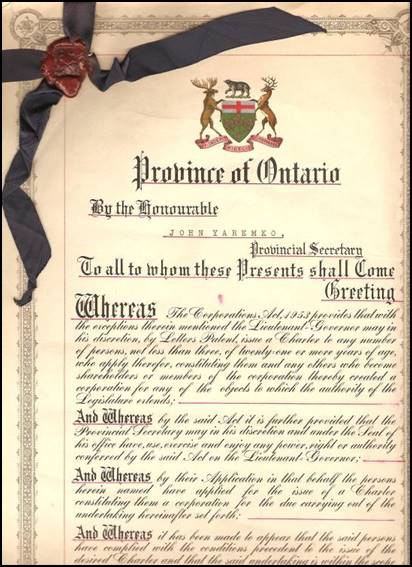 Province of Ontario
By the Honourable
JOHN YAREMKO,
Provincial Secretary
To all to whom these Presents shall Come
Greeting
Whereas The Corporations Act, 1953 provides that with
the exceptions therein mentioned the Lieutenant-Governor may in
his discretion, by Letters Patent, issue a Charter to any number
of persons, not less than three, of twenty-one or more years of age,
who apply therefor, constituting them and any others who become
shareholders or members of the corporation thereby created a
corporation for any of the objects to which the authority of the
Legislature extends;
And Whereas by the said Act it is further provided that the
Provincial Secretary may in his discretion and under the Seal of
his office have, use, exercise and enjoy any power, right or authority
conferred by the said Act on the Lieutenant-Governor;
And Whereas by their Application in that behalf the persons
herein named have applied for the issue of a Charter
constituting them a corporation for the due carrying out of the
undertaking hereinafter set forth;
And Whereas it has been made to appear that the said persons
have complied with the conditions precedent to the issue of the
desired Charter and that the said undertaking is within the scope